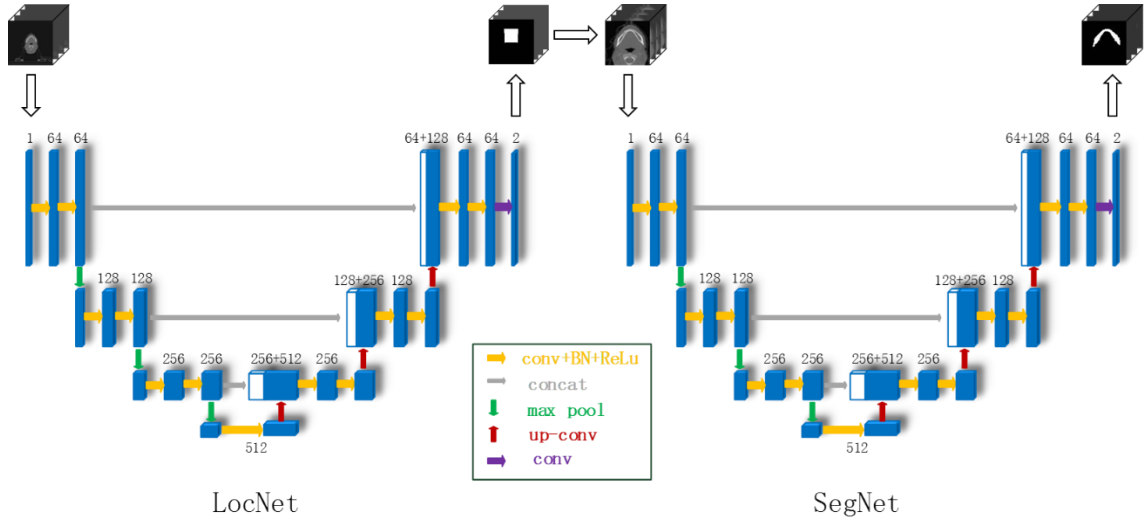 1 64 64
64+128 64 64 2
1 64 64
64+128 64 64 2
128 128
128+256 128
128 128
128+256 128
256 256 256+512 256
256 256 256+512 256
512
512
conv+BN+ReLu
concat
max pool
up-conv
conv
LocNet
SegNet